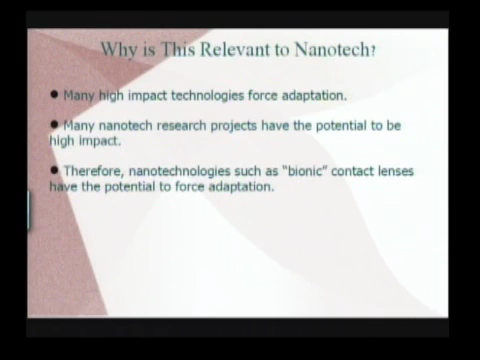 Why is This Relevant to Nanotech?
● Many high impact technologies force adaptation.
● Many nanotech research projects have the potential to be
high impact.
● Therefore, nanotechnologies such as “bionic” contact lenses
have the potential to force adaptation.